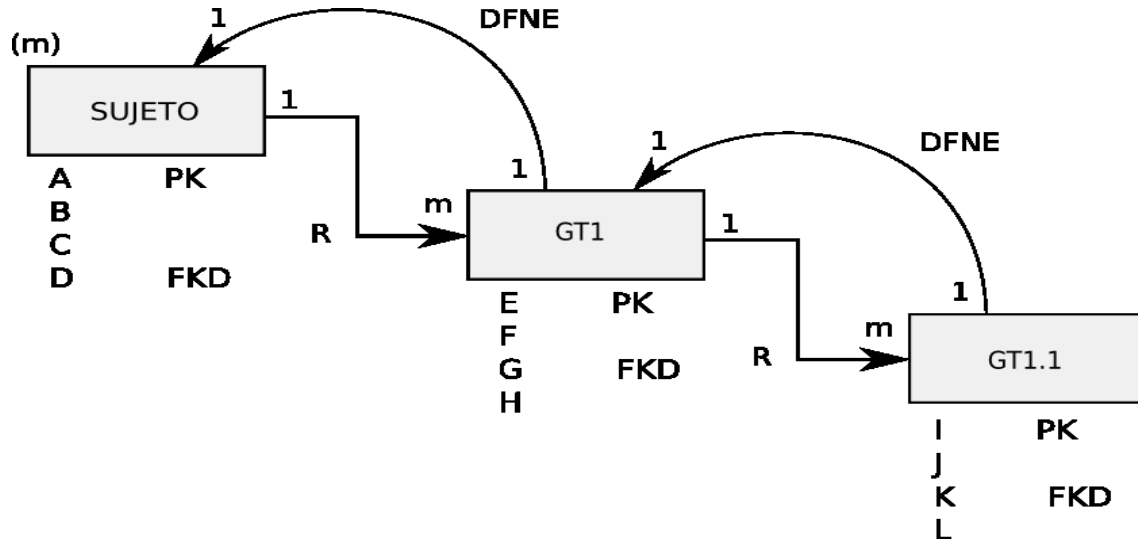 1
DFNE
(m)
SUJETO
1
A PK
B
C
D FKD
1
DFNE
1
m
R
GT1
1
E PK
F
G FKD
H
1
m
R
GT1.1
I PK
J
K FKD
L